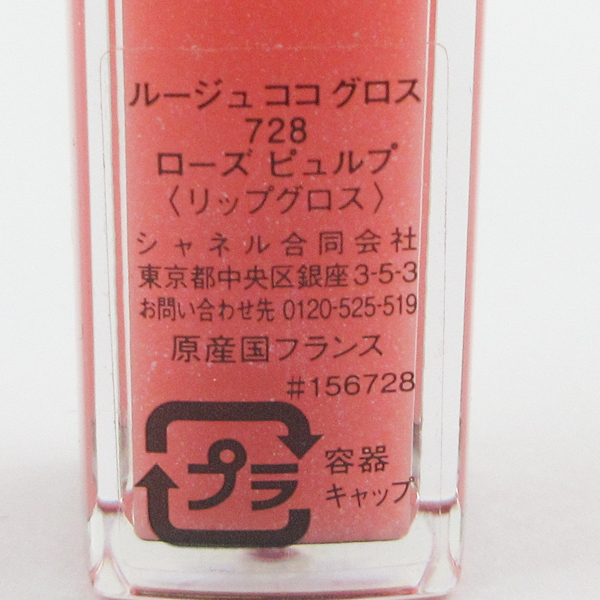 ルージュ ココ グロス
728
ローズ ピュルプ
〈リップグロス〉
シャネル合同会社
東京都中央区銀座3-5-3
お問い合わせ先 0120-525-519
原産国フランス
#156728
プラ
容器
キャップ